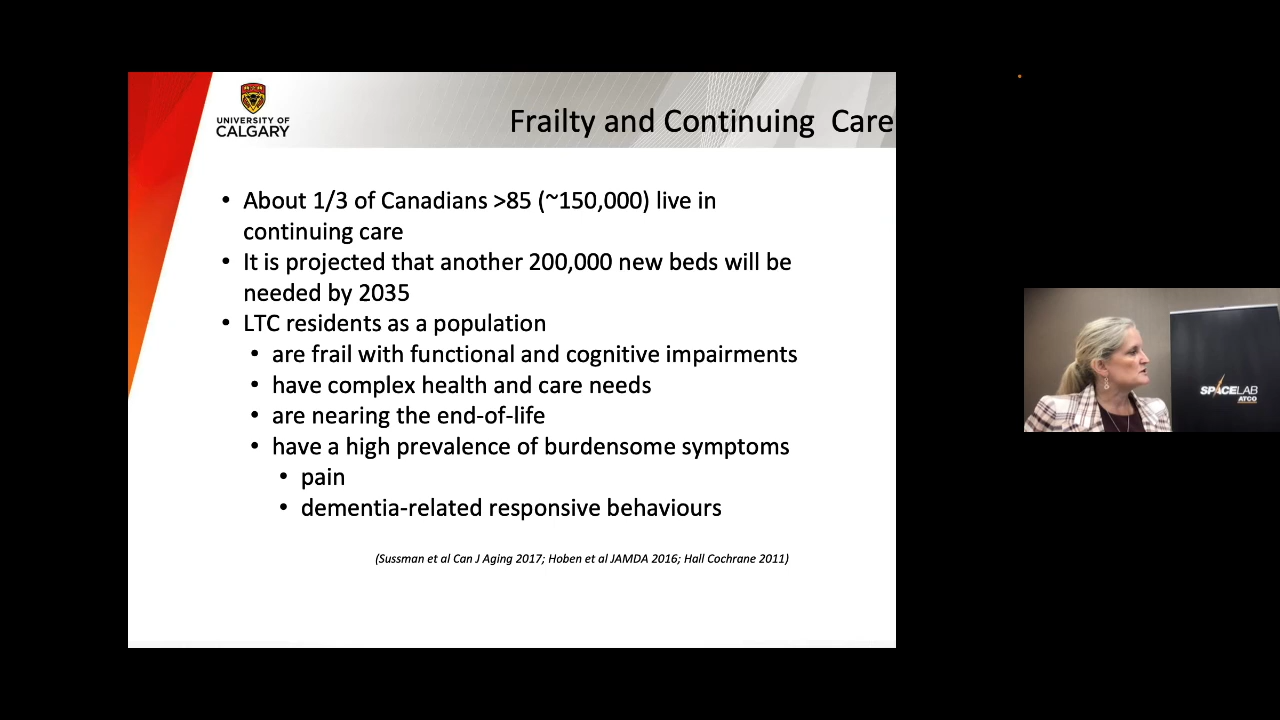 UNIVERSITY OF
CALGARY
Frailty and Continuing Care
• About 1/3 of Canadians >85 (~150,000) live in
continuing care
• It is projected that another 200,000 new beds will be
needed by 2035
• LTC residents as a population
• are frail with functional and cognitive impairments
• have complex health and care needs
• are nearing the end-of-life
• have a high prevalence of burdensome symptoms
• pain
• dementia-related responsive behaviours
(Sussman et al Can J Aging 2017; Hoben et al JAMDA 2016; Hall Cochrane 2011)
SPACELAB
ATCO